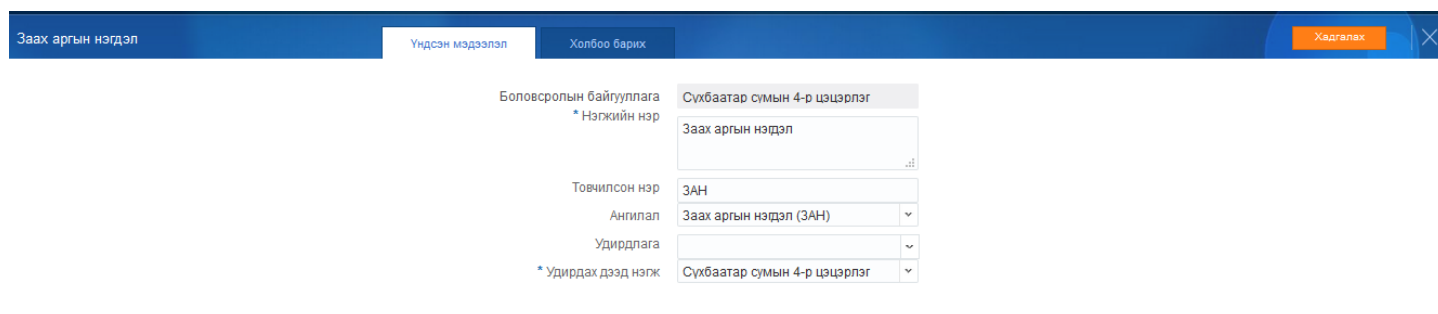 Заах аргын нэгдэл
Үндсэн мэдээлэл
Холбоо барих
Хадгалах
Боловсролын байгууллага Сүхбаатар сумын 4-р цэцэрлэг
* Нэгжийн нэр Заах аргын нэгдэл
Товчилсон нэр ЗАН
Ангилал Заах аргын нэгдэл (ЗАН)
Удирдлага
* Удирдах дээд нэгж Сүхбаатар сумын 4-р цэцэрлэг